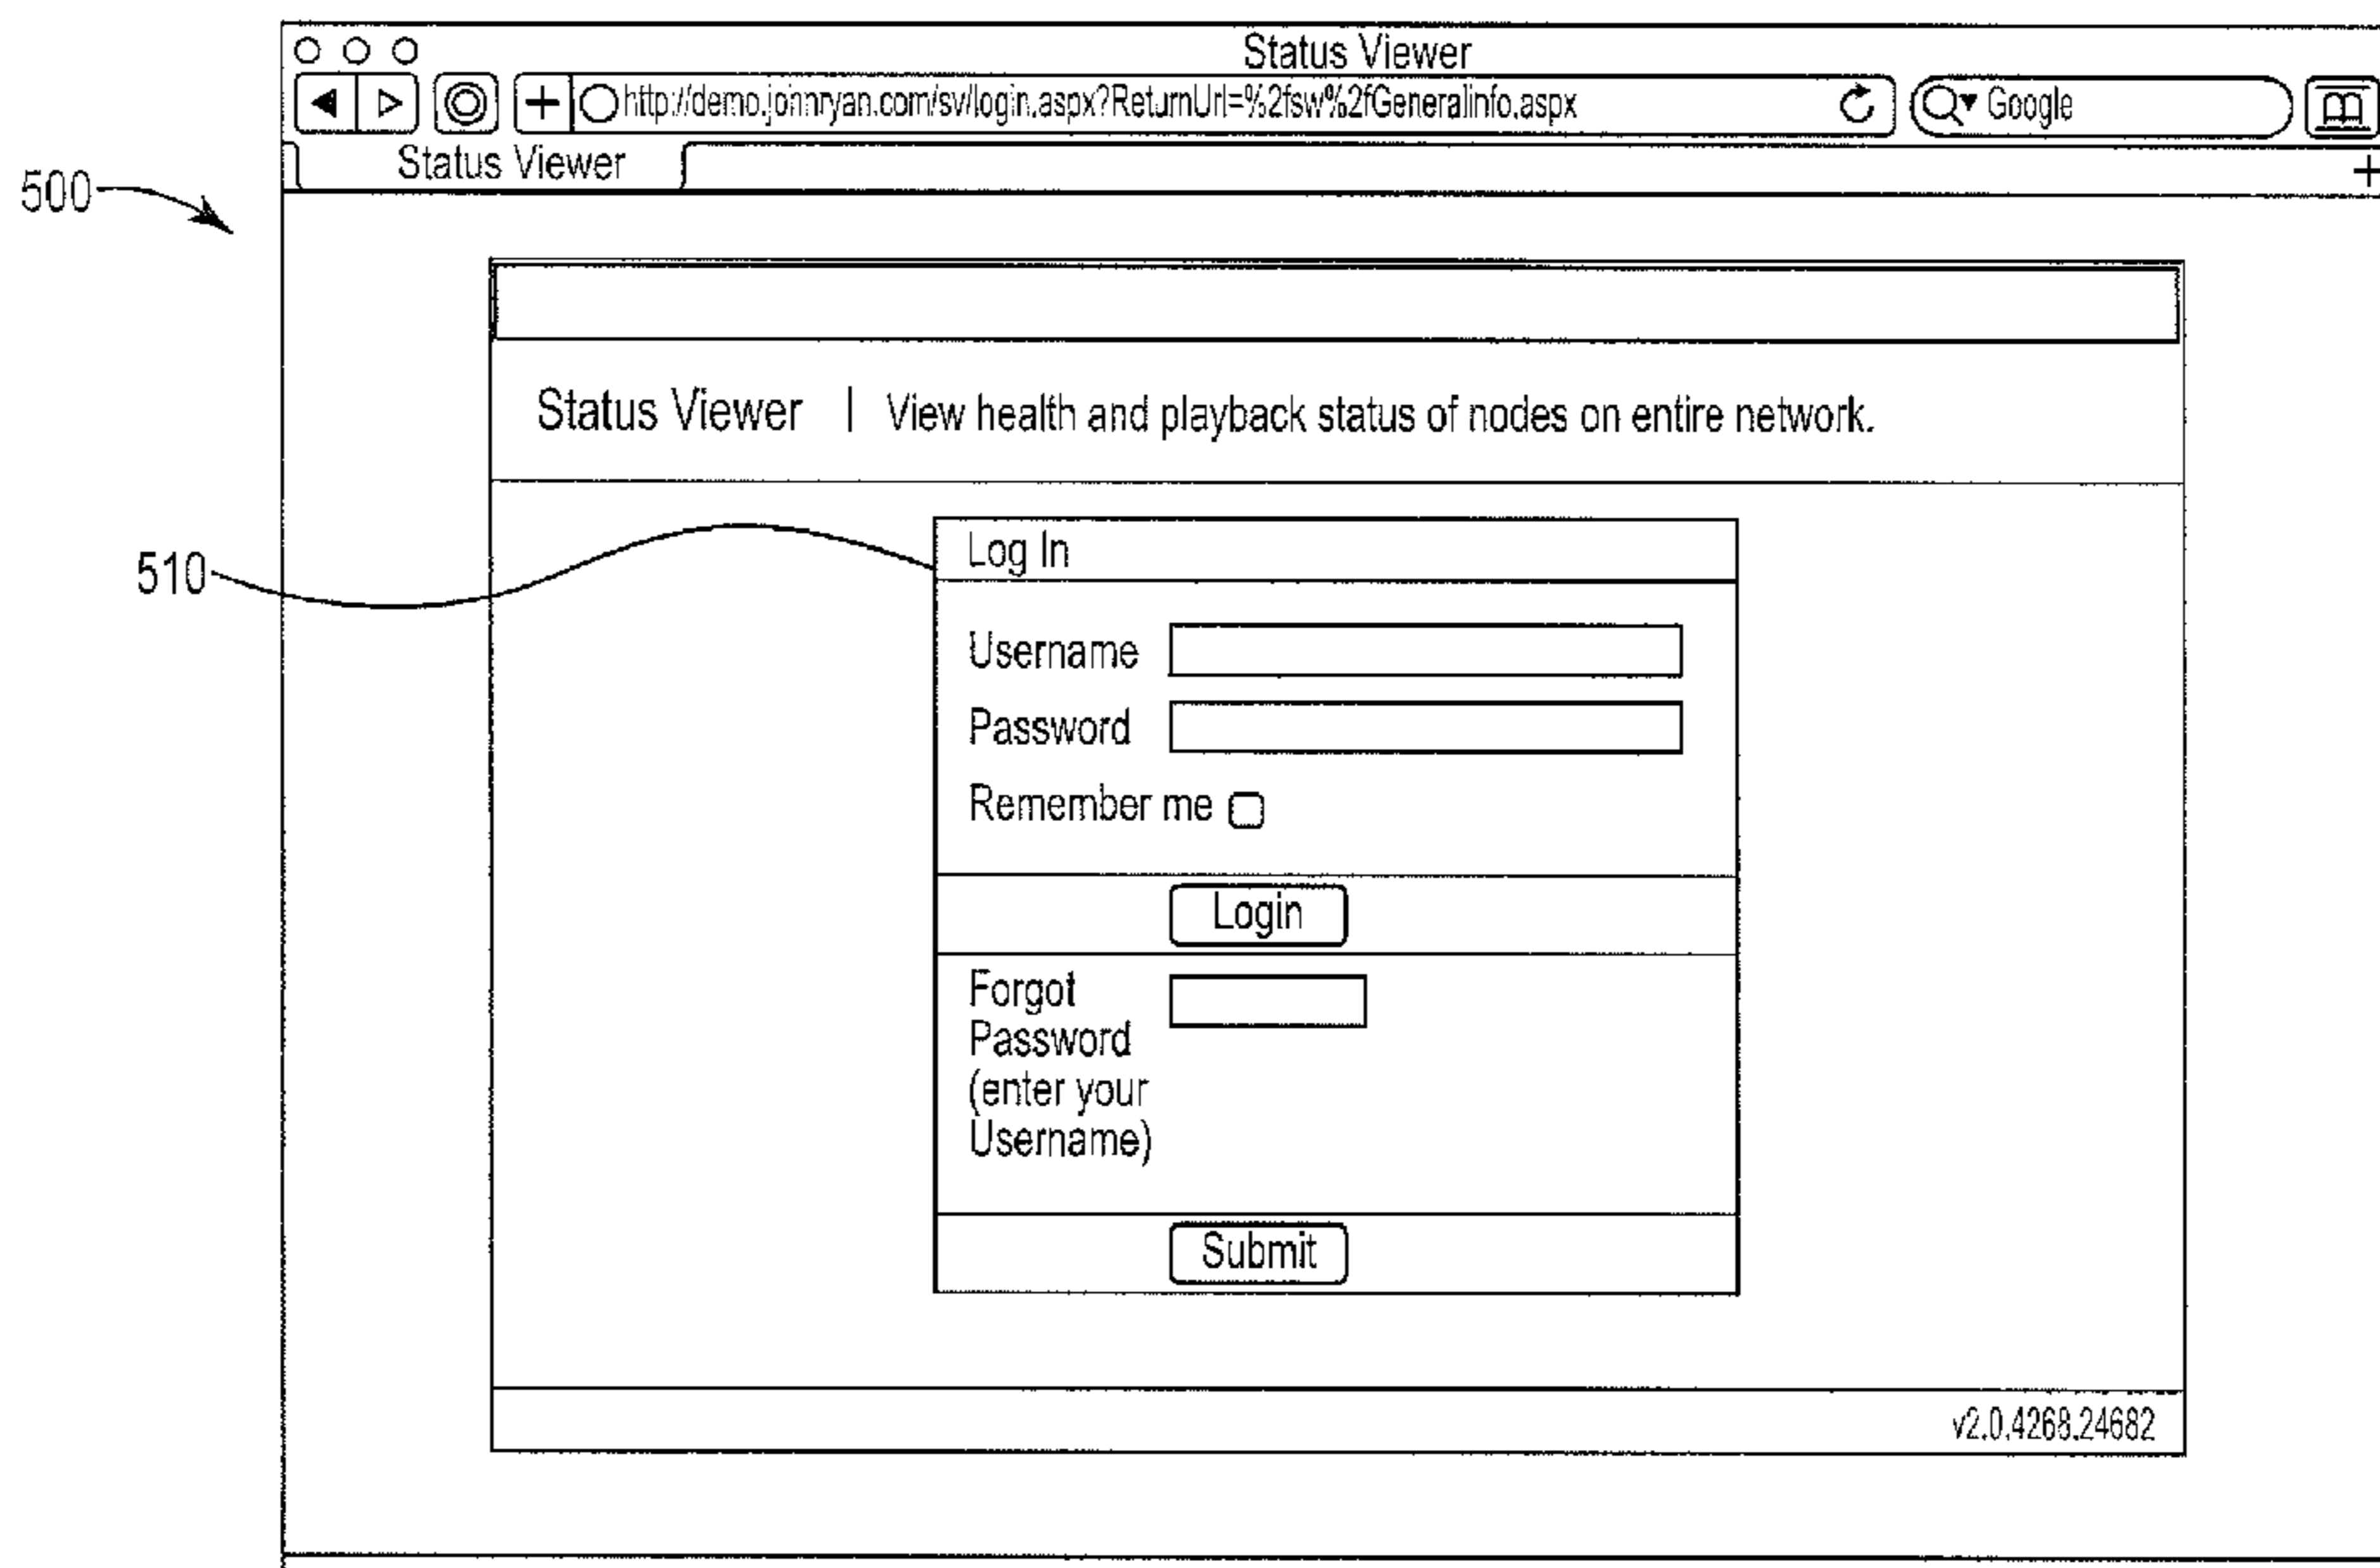 Status Viewer
http://demo.johnryan.com/sv/login.aspx?ReturnUrl=%2fsw%2fGeneralinfo.aspx
Google
Status Viewer
500
Status Viewer | View health and playback status of nodes on entire network.
510
Log In
Username
Password
Remember me
Login
Forgot
Password
(enter your
Username)
Submit
v2.0.4268.24682